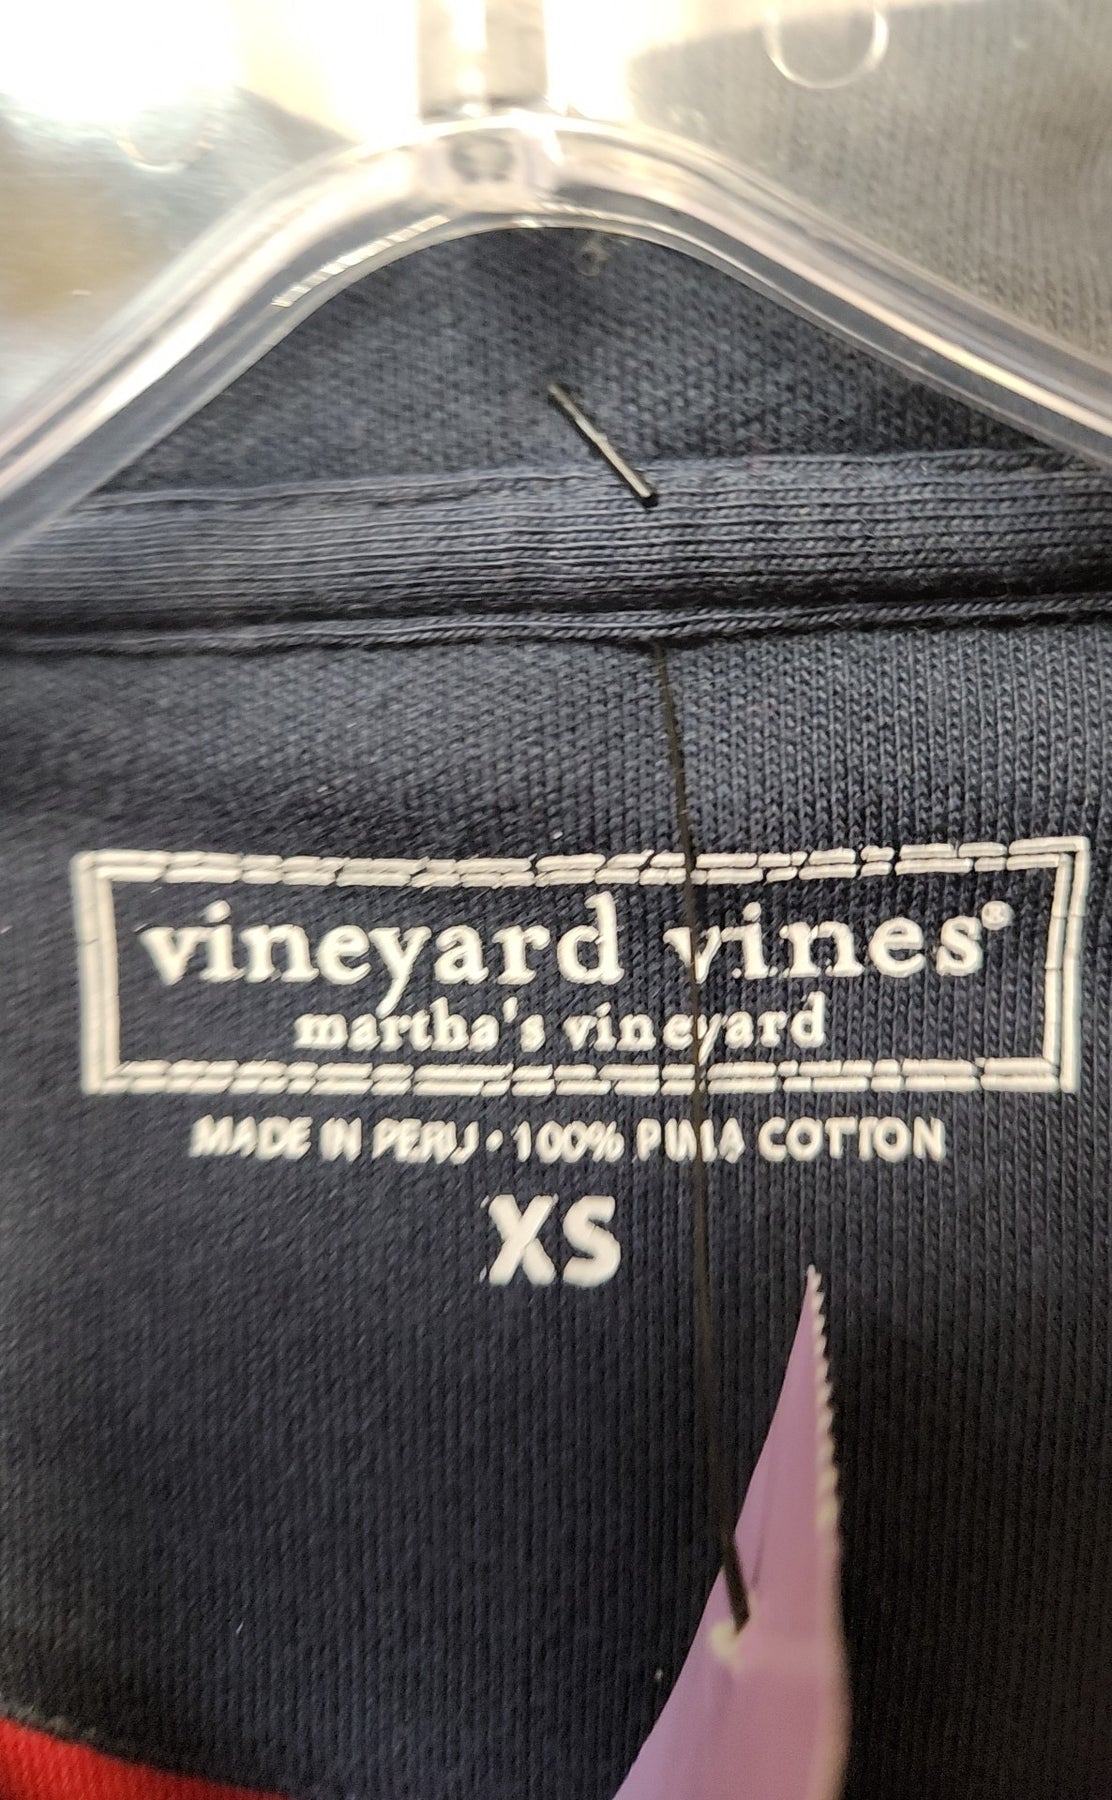 vineyard vines®
martha's vineyard
MADE IN PERU • 100% PIMA COTTON
XS